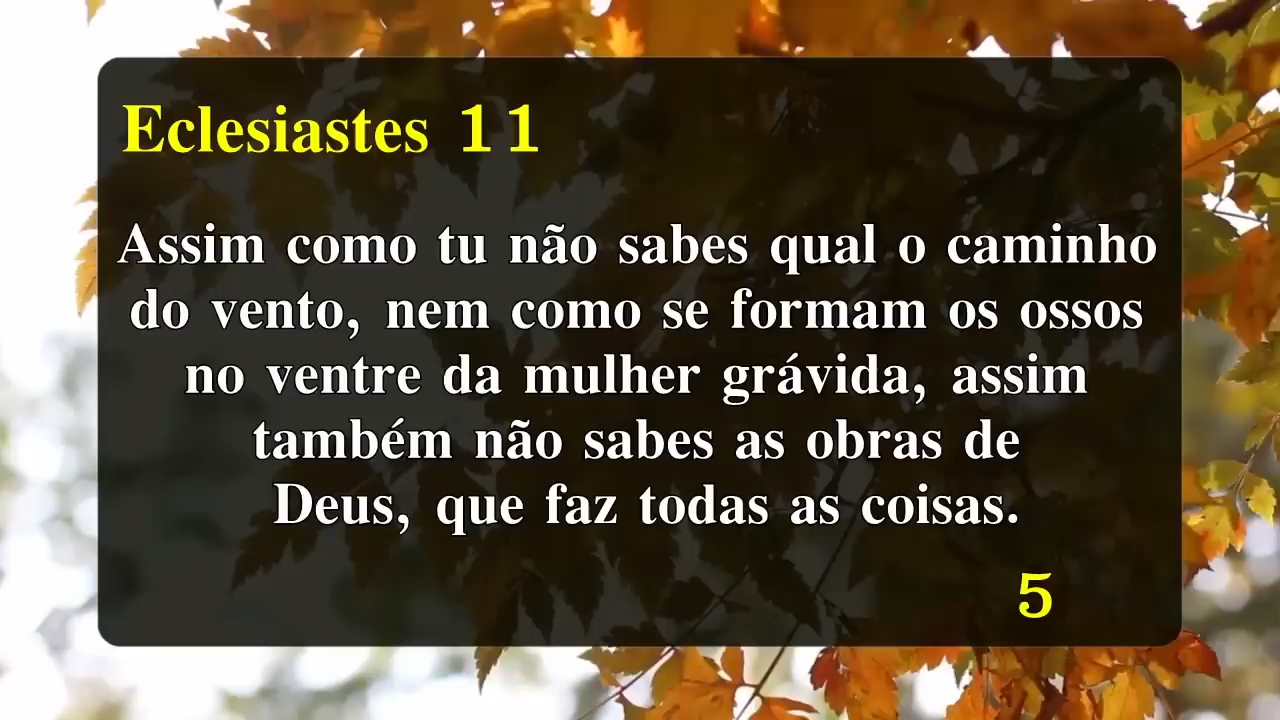 Eclesiastes 11
Assim como tu não sabes qual o caminho
do vento, nem como se formam os ossos
no ventre da mulher grávida, assim
também não sabes as obras de
Deus, que faz todas as coisas.
5